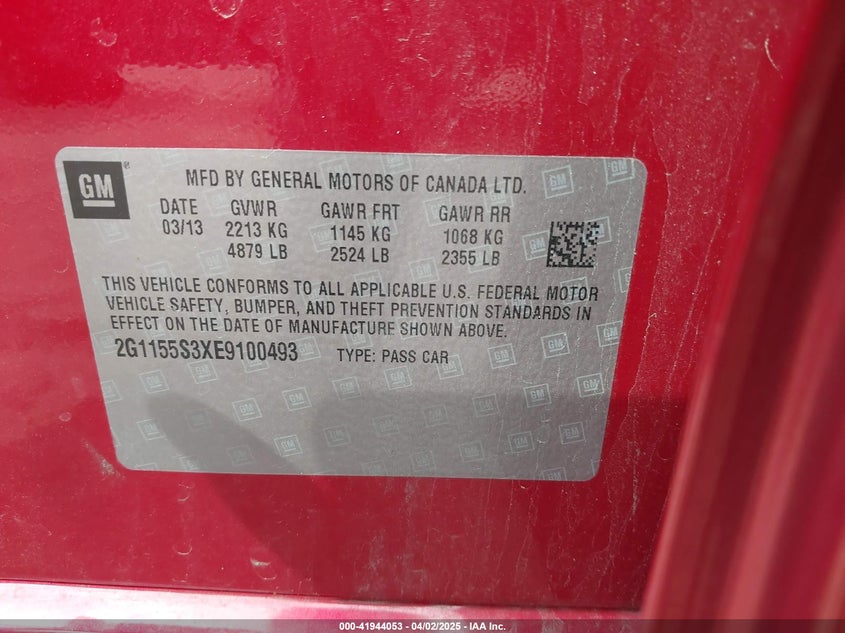 GM
MFD BY GENERAL MOTORS OF CANADA LTD.
DATE GVWR GAWR FRT GAWR RR
03/13 2213 KG 1145 KG 1068 KG
4879 LB 2524 LB 2355 LB
THIS VEHICLE CONFORMS TO ALL APPLICABLE U.S. FEDERAL MOTOR
VEHICLE SAFETY, BUMPER, AND THEFT PREVENTION STANDARDS IN
EFFECT ON THE DATE OF MANUFACTURE SHOWN ABOVE.
2G1155S3XE9100493 TYPE: PASS CAR
000-41944053 - 04/02/2025 - IAA Inc.